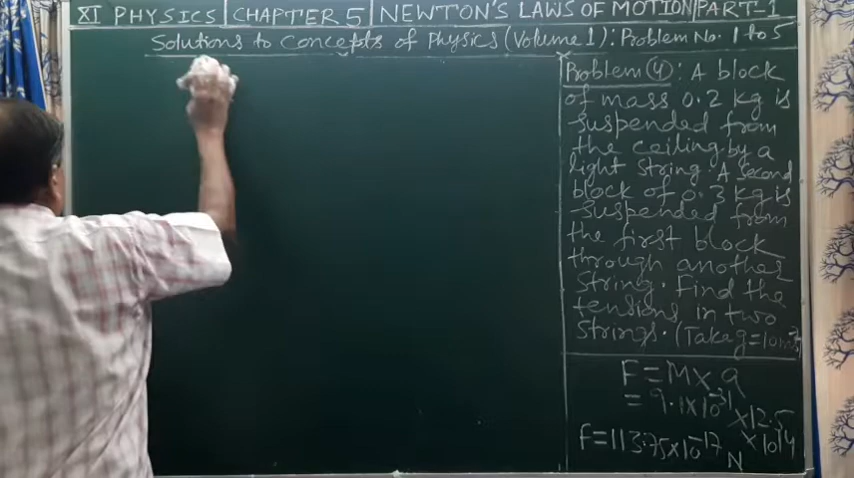 XI PHYSICS CHAPTER 5 NEWTON'S LAWS OF MOTION PART-1
Solutions to Concepts of Physics (Volume 1): Problem No. 1 to 5
Problem (4): A block
of mass 0.2 kg is
suspended from
the ceiling by a
light string. A second
block of 0.3 kg is
suspended from
the first block
through another
string. Find the
tensions in two
strings. (Take g=10
F=M×a
= 9.1×10-31
×12.5
×1014
F=113.75×10-17
N